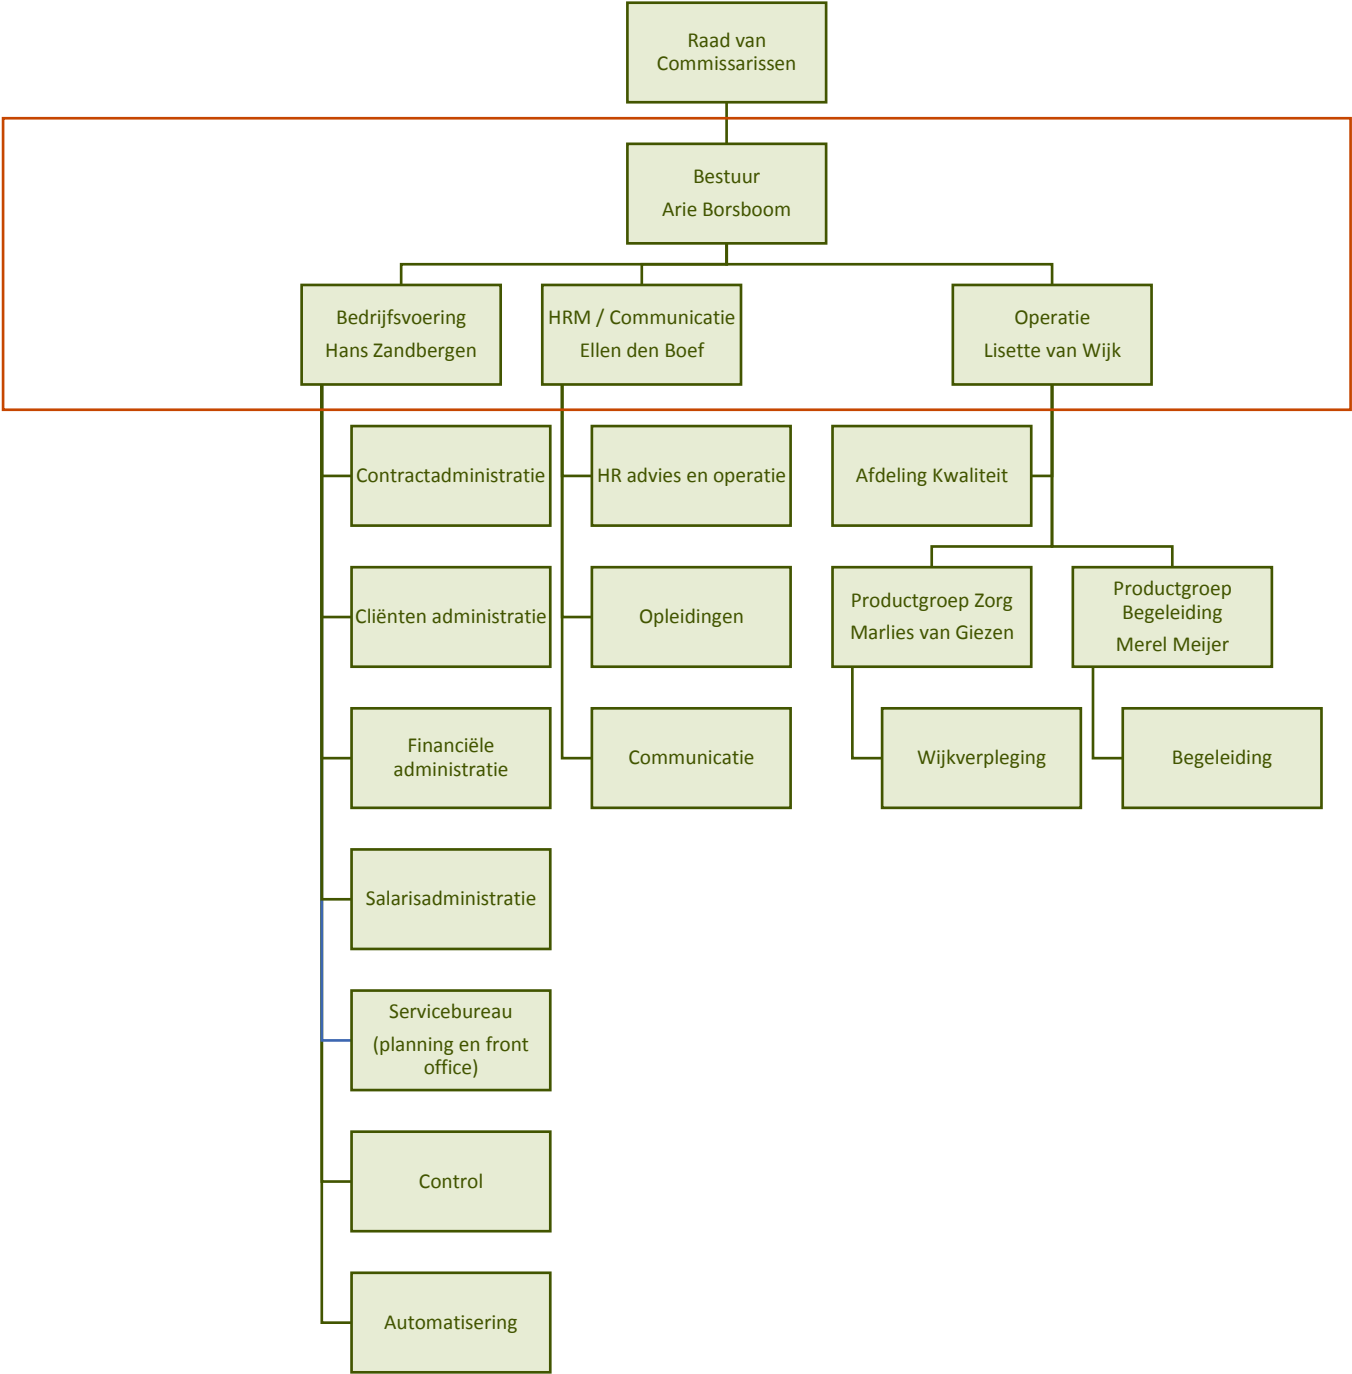 Raad van
Commissarissen
Bestuur
Arie Borsboom
Bedrijfsvoering
Hans Zandbergen
HRM / Communicatie
Ellen den Boef
Operatie
Lisette van Wijk
Contractadministratie
HR advies en operatie
Afdeling Kwaliteit
Cliënten administratie
Opleidingen
Productgroep Zorg
Marlies van Giezen
Productgroep
Begeleiding
Merel Meijer
Financiële
administratie
Communicatie
Wijkverpleging
Begeleiding
Salarisadministratie
Servicebureau
(planning en front
office)
Control
Automatisering